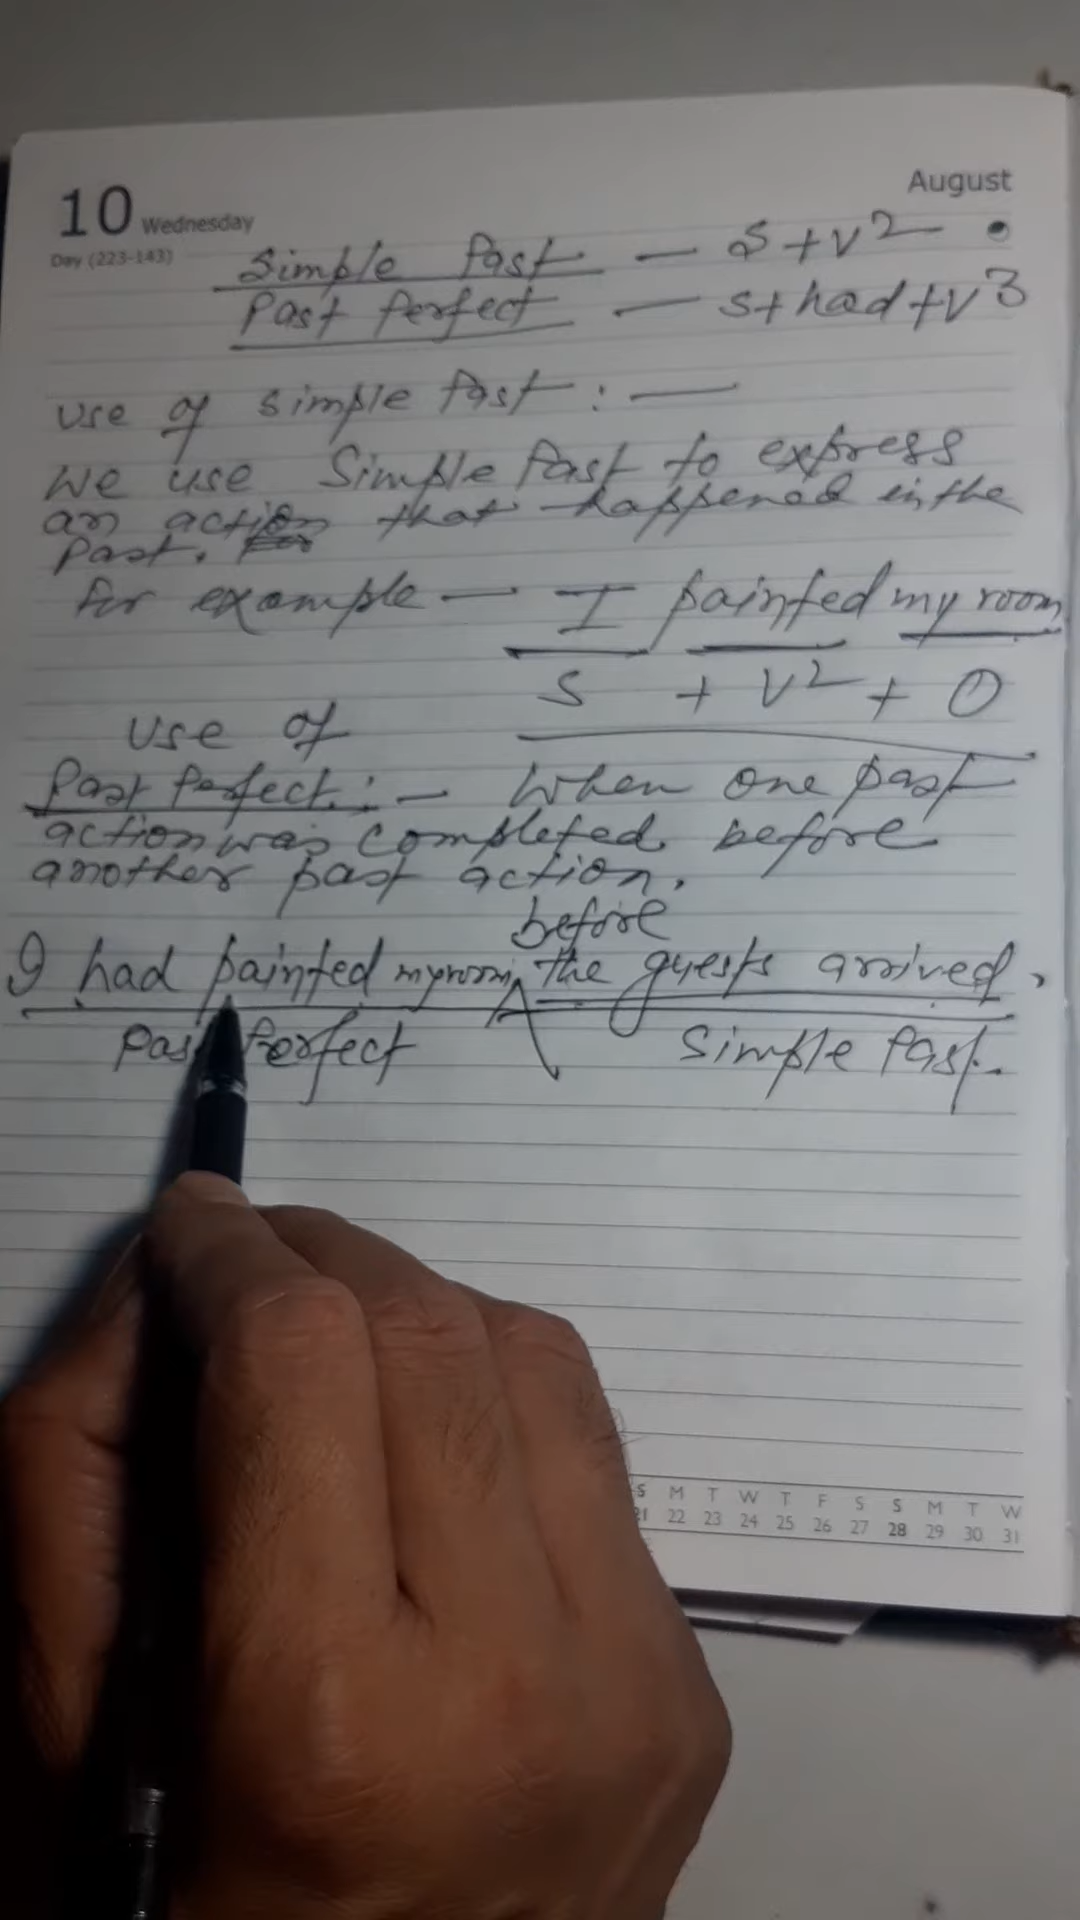 August
10 Wednesday
Day (223-143)
Simple Past — S+V2
Past Perfect — S+had+V3
Use of Simple Past : —
We use Simple Past to express
an action that happened in the
Past.
for example — I painted my room
S + V2 + O
Use of
Past Perfect : — When one past
action was completed before
another past action.
before
I had painted my room, the guests arrived.
Past Perfect Simple Past.
S M T W T F S S M T W
21 22 23 24 25 26 27 28 29 30 31